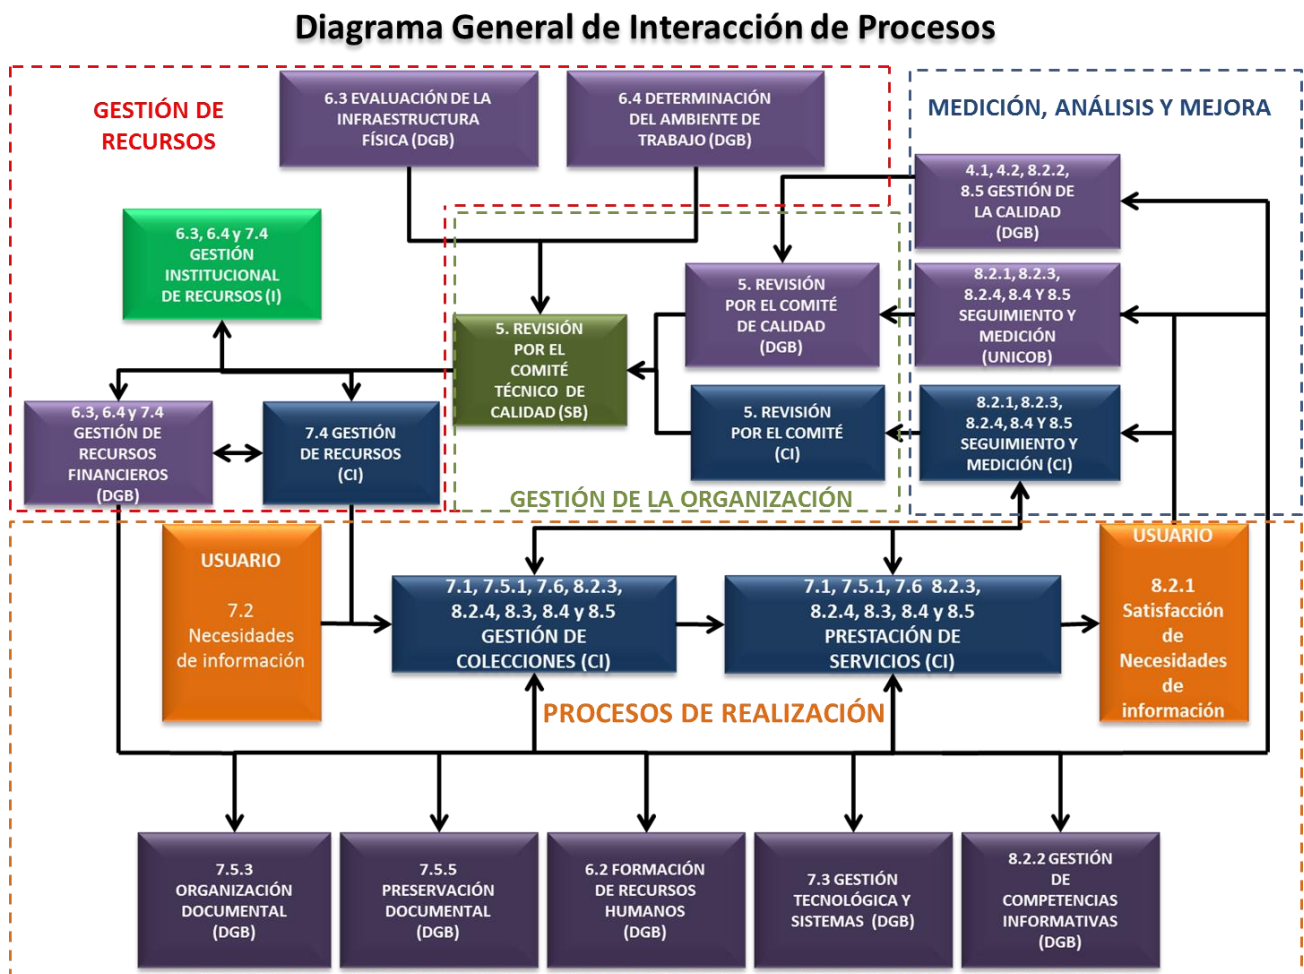 Diagrama General de Interacción de Procesos
GESTIÓN DE
RECURSOS
6.3 EVALUACIÓN DE LA
INFRAESTRUCTURA
FÍSICA (DGB)
6.4 DETERMINACIÓN
DEL AMBIENTE DE
TRABAJO (DGB)
MEDICIÓN, ANÁLISIS Y MEJORA
4.1, 4.2, 8.2.2,
8.5 GESTIÓN DE
LA CALIDAD
(DGB)
6.3, 6.4 y 7.4
GESTIÓN
INSTITUCIONAL
DE RECURSOS (I)
5. REVISIÓN
POR EL COMITÉ
DE CALIDAD
(DGB)
8.2.1, 8.2.3,
8.2.4, 8.4 Y 8.5
SEGUIMIENTO Y
MEDICIÓN
(UNICOB)
5. REVISIÓN
POR EL
COMITÉ
TÉCNICO DE
CALIDAD (SB)
6.3, 6.4 y 7.4
GESTIÓN DE
RECURSOS
FINANCIEROS
(DGB)
7.4 GESTIÓN
DE RECURSOS
(CI)
5. REVISIÓN
POR EL COMITÉ
(CI)
8.2.1, 8.2.3,
8.2.4, 8.4 Y 8.5
SEGUIMIENTO Y
MEDICIÓN (CI)
GESTIÓN DE LA ORGANIZACIÓN
USUARIO
7.2
Necesidades
de información
7.1, 7.5.1, 7.6, 8.2.3,
8.2.4, 8.3, 8.4 y 8.5
GESTIÓN DE
COLECCIONES (CI)
7.1, 7.5.1, 7.6 8.2.3,
8.2.4, 8.3, 8.4 y 8.5
PRESTACIÓN DE
SERVICIOS (CI)
USUARIO
8.2.1
Satisfacción
de
Necesidades
de
información
PROCESOS DE REALIZACIÓN
7.5.3
ORGANIZACIÓN
DOCUMENTAL
(DGB)
7.5.5
PRESERVACIÓN
DOCUMENTAL
(DGB)
6.2 FORMACIÓN
DE RECURSOS
HUMANOS
(DGB)
7.3 GESTIÓN
TECNOLÓGICA Y
SISTEMAS (DGB)
8.2.2 GESTIÓN
DE
COMPETENCIAS
INFORMATIVAS
(DGB)